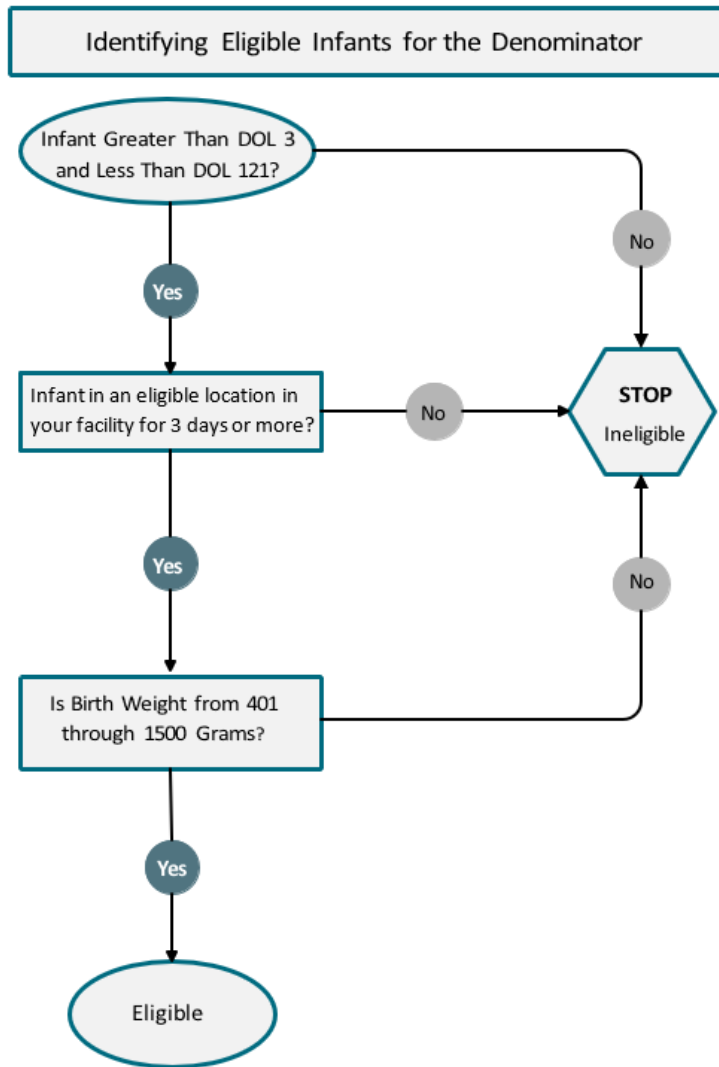 Identifying Eligible Infants for the Denominator
Infant Greater Than DOL 3
and Less Than DOL 121?
No
Yes
Infant in an eligible location in
your facility for 3 days or more?
No
STOP
Ineligible
Yes
No
Is Birth Weight from 401
through 1500 Grams?
Yes
Eligible